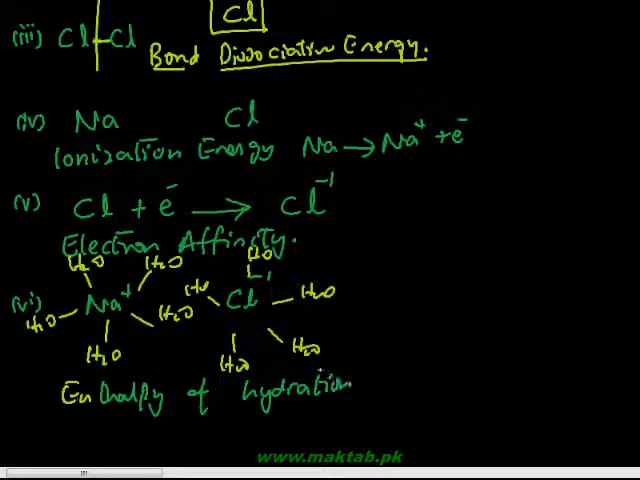 Cl
(iii) Cl-Cl
Bond Dissociation Energy.
(iv) Na Cl
Ionization Energy Na → Na⁺ + e⁻
(v) Cl + e⁻ → Cl⁻¹
Electron Affinity.
H₂O H₂O H₂O
(vi) Na⁺ H₂O Cl⁻¹ H₂O
H₂O H₂O
H₂O H₂O H₂O
Enthalpy of hydration
www.maktab.pk